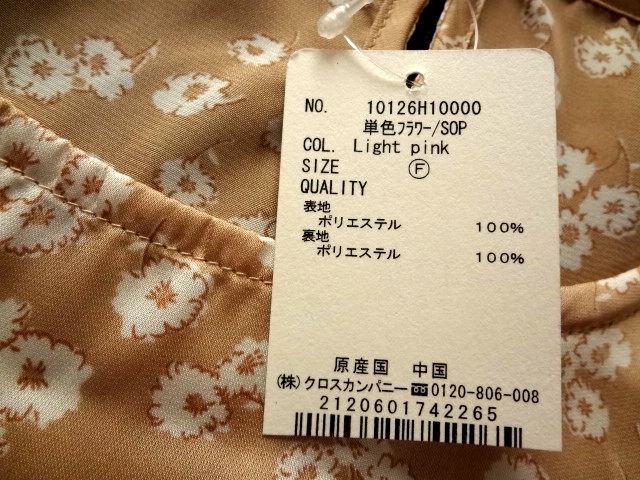 NO. 10126H10000
単色フラワー/SOP
COL. Light pink
SIZE Ⓕ
QUALITY
表地
ポリエステル 100%
裏地
ポリエステル 100%
原産国 中国
(株)クロスカンパニー☎0120-806-008
2120601742265